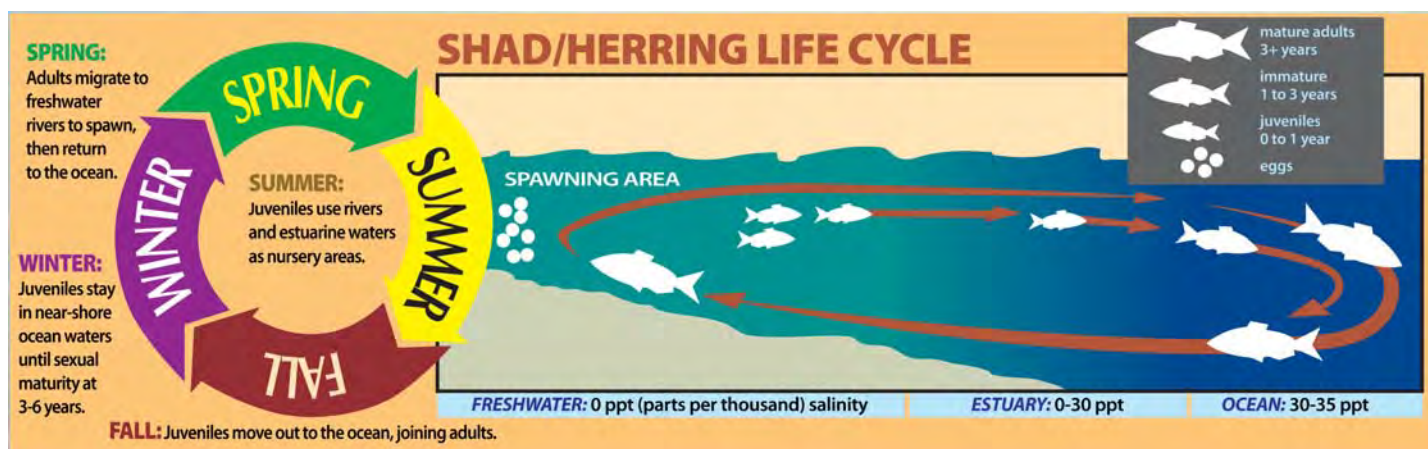 SHAD/HERRING LIFE CYCLE
SPRING:
Adults migrate to
freshwater
rivers to spawn,
then return
to the ocean.
SPRING
SUMMER
FALL
WINTER
SUMMER:
Juveniles use rivers
and estuarine waters
as nursery areas.
WINTER:
Juveniles stay
in near-shore
ocean waters
until sexual
maturity at
3-6 years.
FALL: Juveniles move out to the ocean, joining adults.
SPAWNING AREA
mature adults
3+ years
immature
1 to 3 years
juveniles
0 to 1 year
eggs
FRESHWATER: 0 ppt (parts per thousand) salinity
ESTUARY: 0-30 ppt
OCEAN: 30-35 ppt